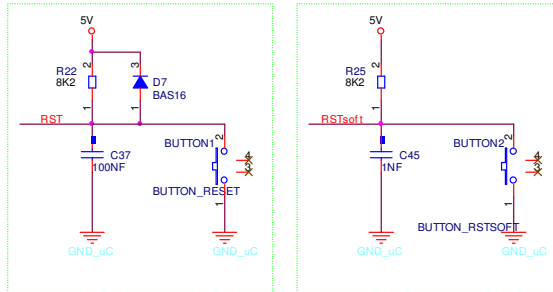 5V
2
3
R22
8K2
D7
BAS16
1
1
RST
C37
100NF
BUTTON1
2
4
3
BUTTON_RESET
1
GND_uC
GND_uC
5V
2
R25
8K2
1
RSTsoft
C45
1NF
BUTTON2
2
4
3
1
BUTTON_RSTSOFT
GND_uC
GND_uC